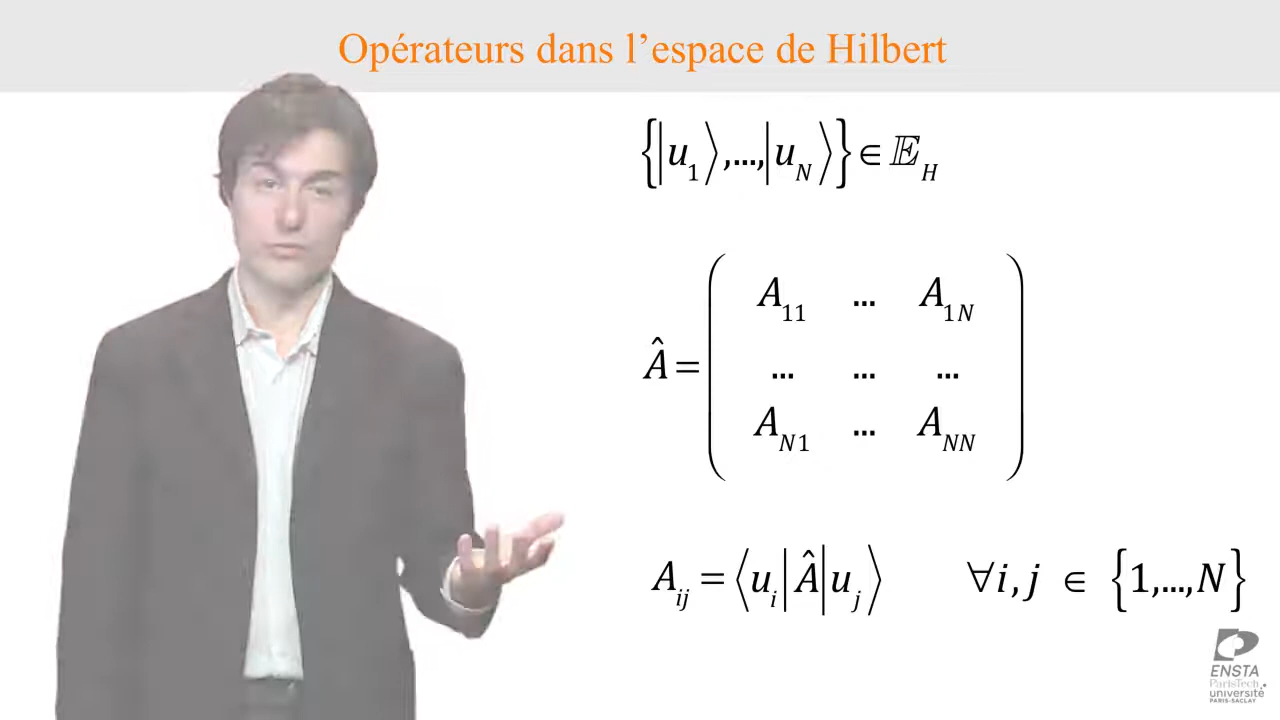 Opérateurs dans l’espace de Hilbert
{|u₁⟩,...,|u_N⟩} ∈ 𝔼_H
Â = ( A₁₁ ... A₁N
... ... ...
A_N1 ... A_NN )
A_ij = ⟨u_i|Â|u_j⟩ ∀i,j ∈ {1,...,N}
ENSTA
ParisTech
université
PARIS-SACLAY